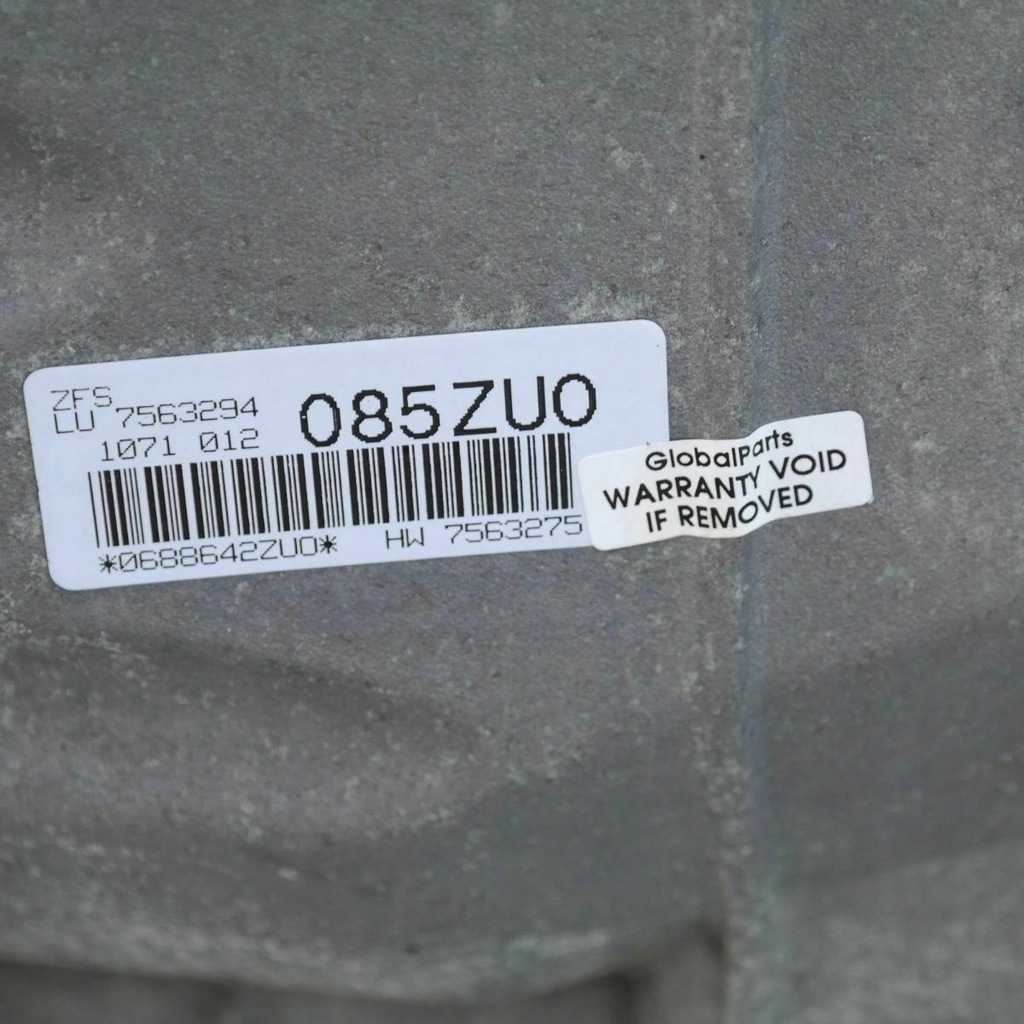 ZFS
LU 7563294
1071 012
085ZU0
*0688642ZU0*
HW 7563275
GlobalParts
WARRANTY VOID
IF REMOVED